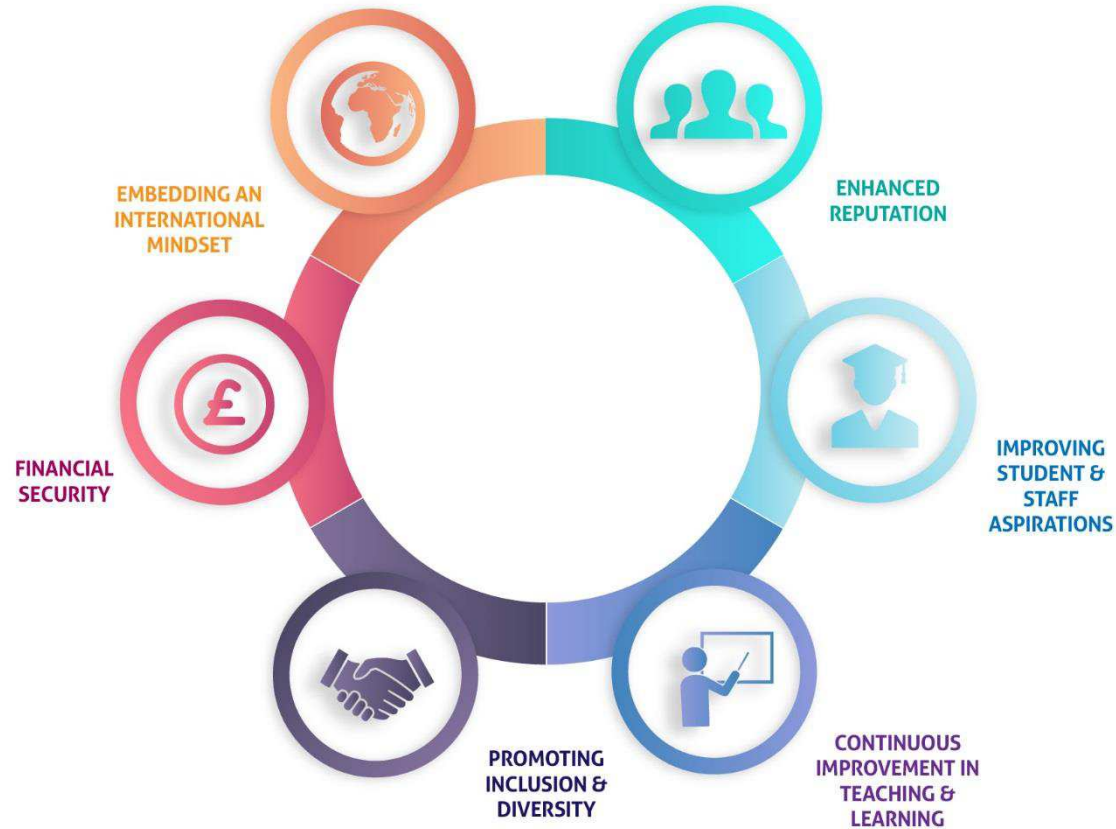 EMBEDDING AN
INTERNATIONAL
MINDSET
ENHANCED
REPUTATION
FINANCIAL
SECURITY
£
IMPROVING
STUDENT &
STAFF
ASPIRATIONS
PROMOTING
INCLUSION &
DIVERSITY
CONTINUOUS
IMPROVEMENT IN
TEACHING &
LEARNING